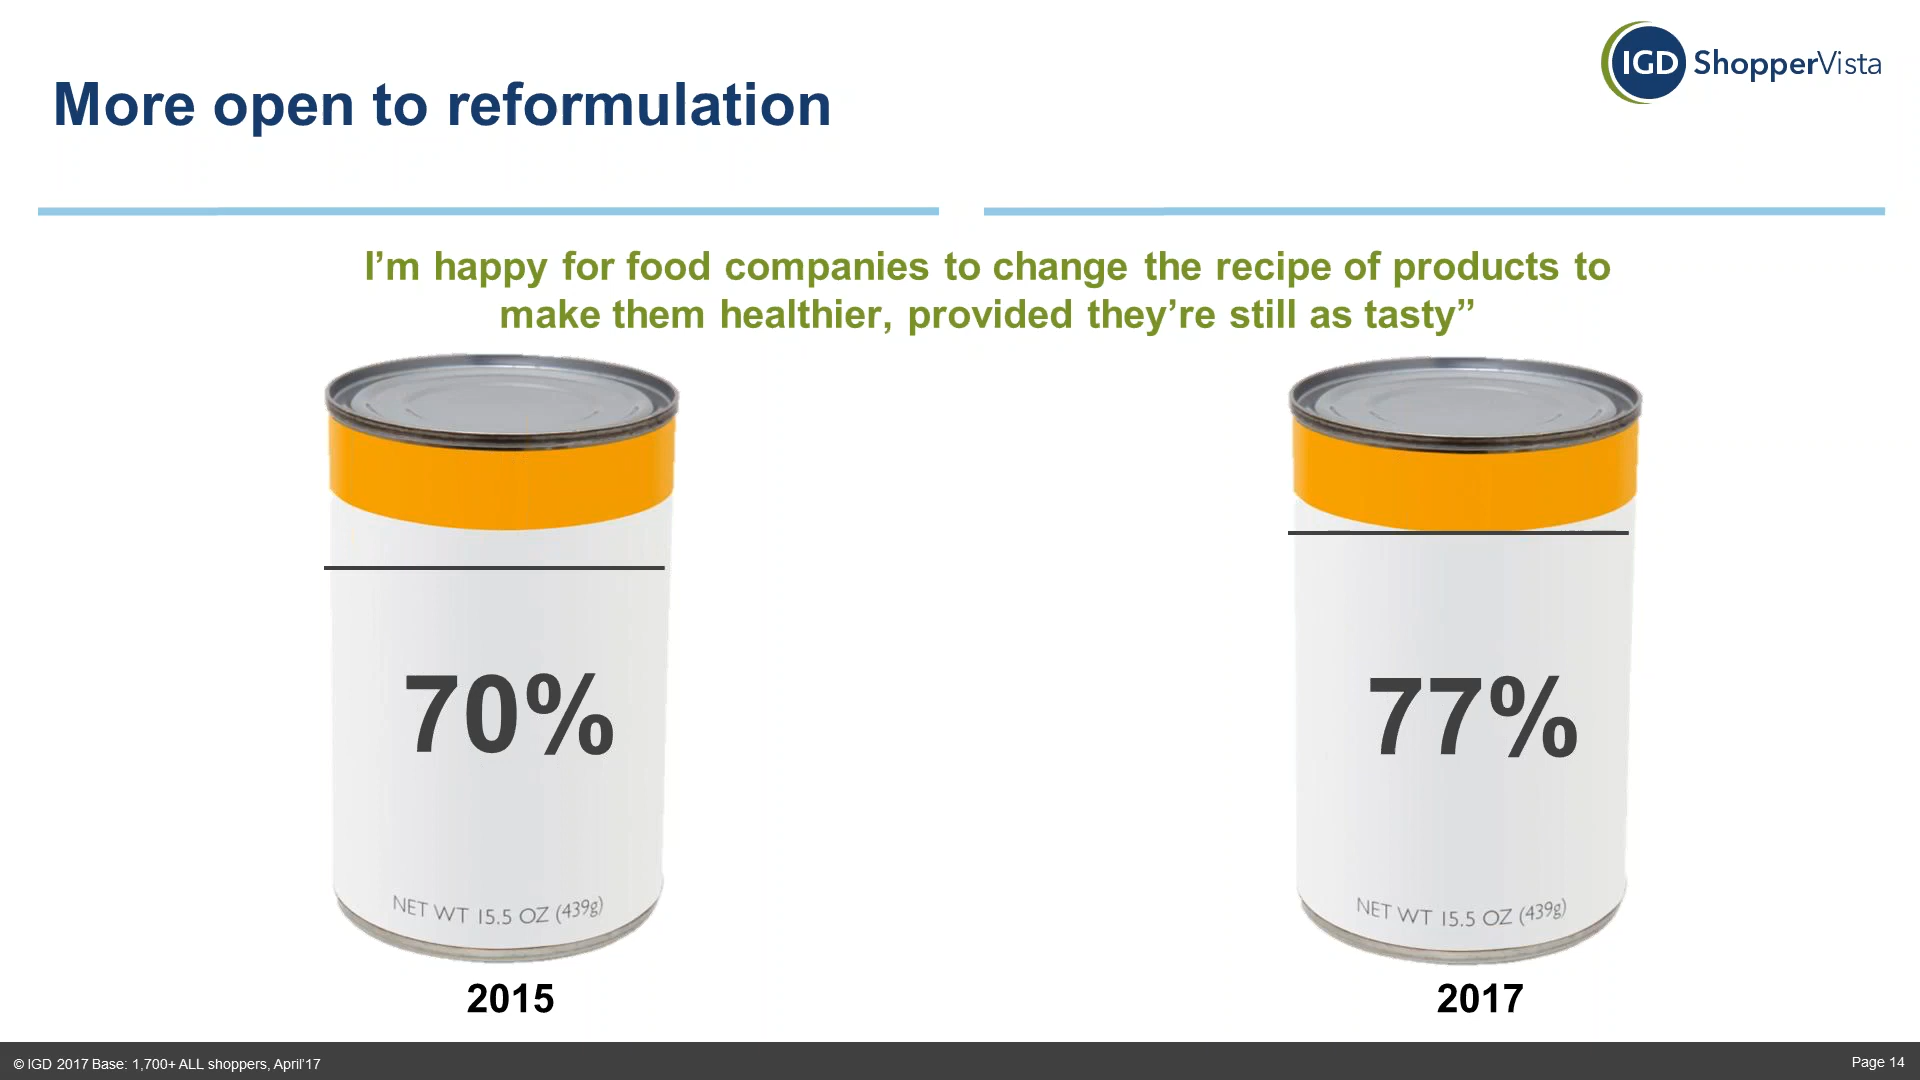 IGD ShopperVista
More open to reformulation
I’m happy for food companies to change the recipe of products to
make them healthier, provided they’re still as tasty”
70%
77%
NET WT 15.5 OZ (439g)
NET WT 15.5 OZ (439g)
2015
2017
© IGD 2017 Base: 1,700+ ALL shoppers, April’17
Page 14